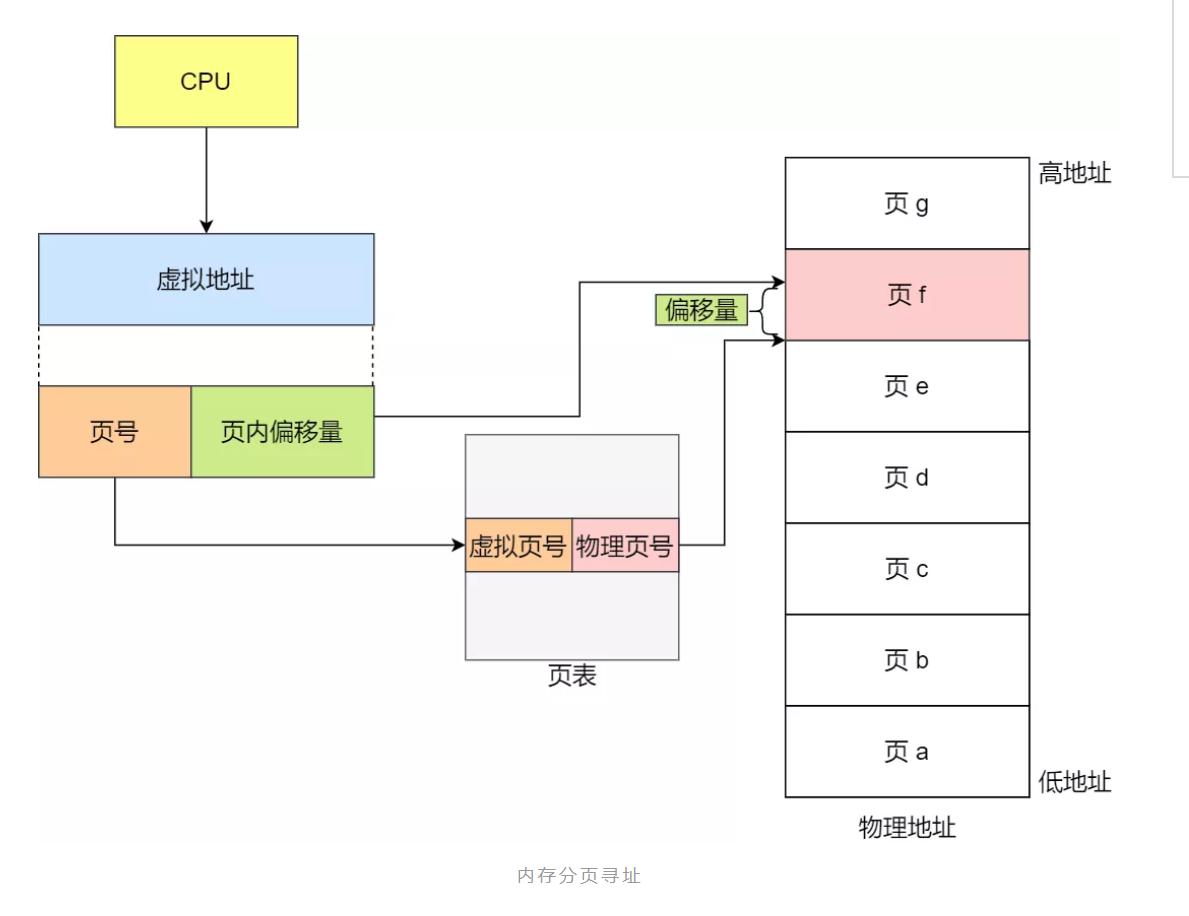 CPU
高地址
页 g
虚拟地址
页 f
偏移量
页 e
页号
页内偏移量
页 d
虚拟页号
物理页号
页 c
页 b
页表
页 a
低地址
物理地址
内存分页寻址